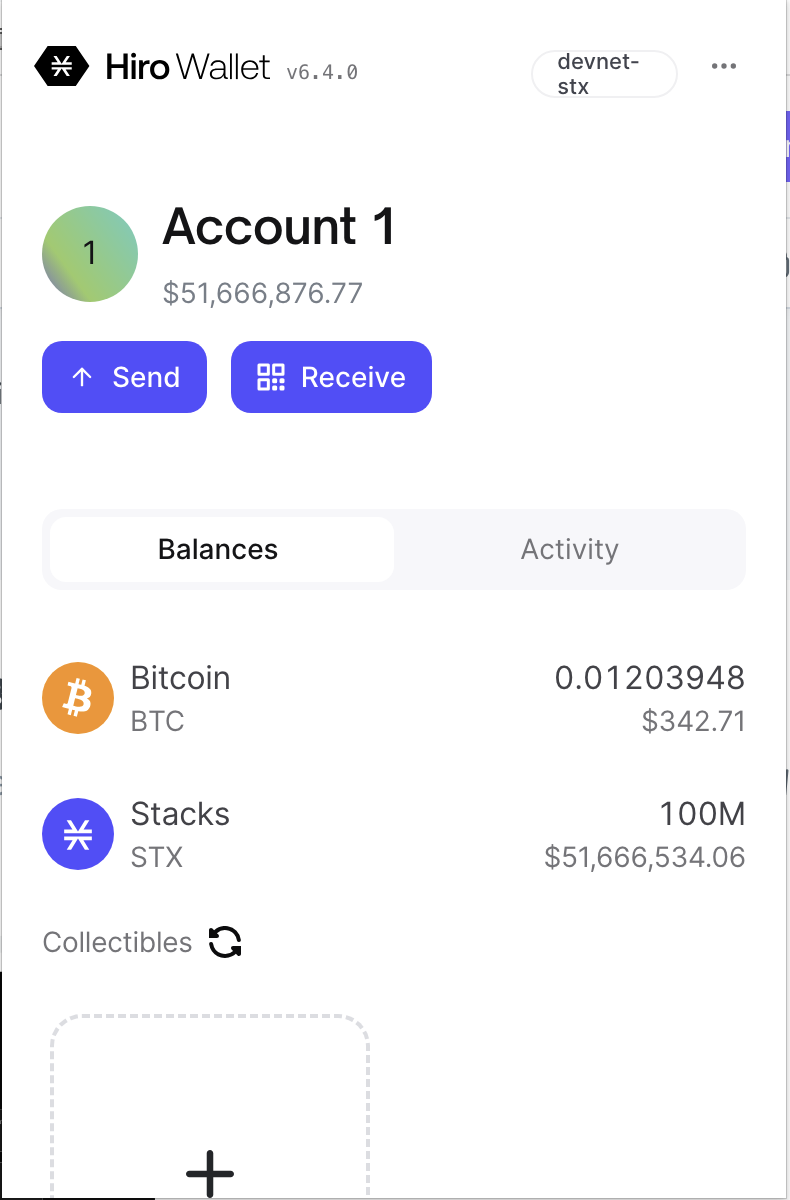 Hiro Wallet v6.4.0
devnet-
stx
1
Account 1
$51,666,876.77
Send
Receive
Balances
Activity
Bitcoin
0.01203948
BTC
$342.71
Stacks
100M
STX
$51,666,534.06
Collectibles